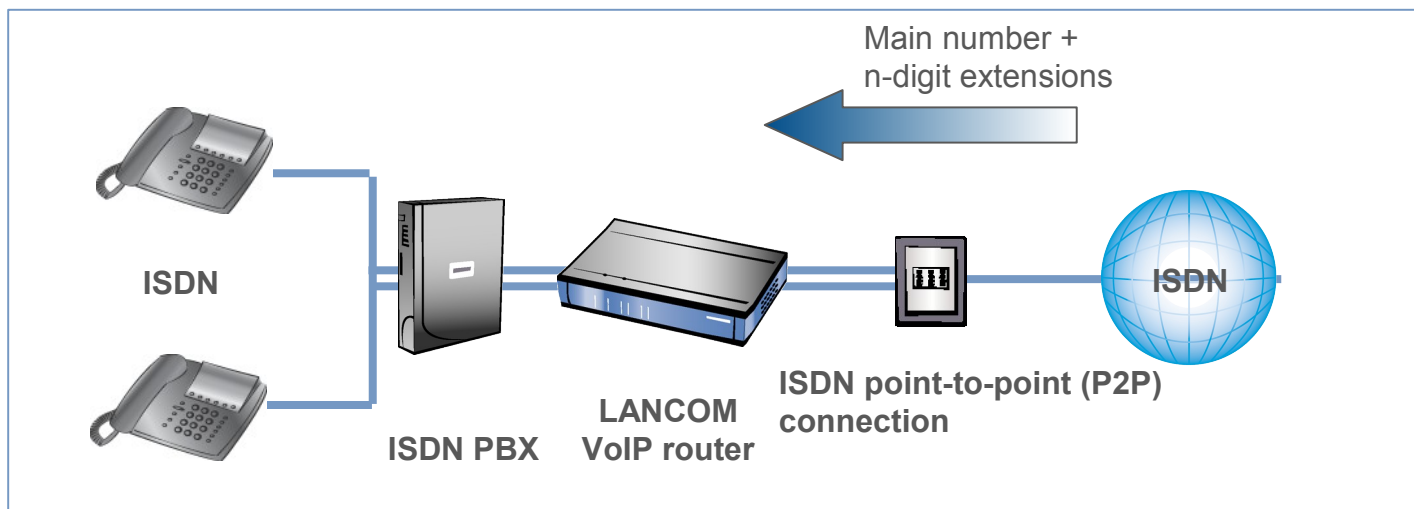 Main number +
n-digit extensions
ISDN
ISDN
ISDN PBX
LANCOM
VoIP router
ISDN point-to-point (P2P)
connection